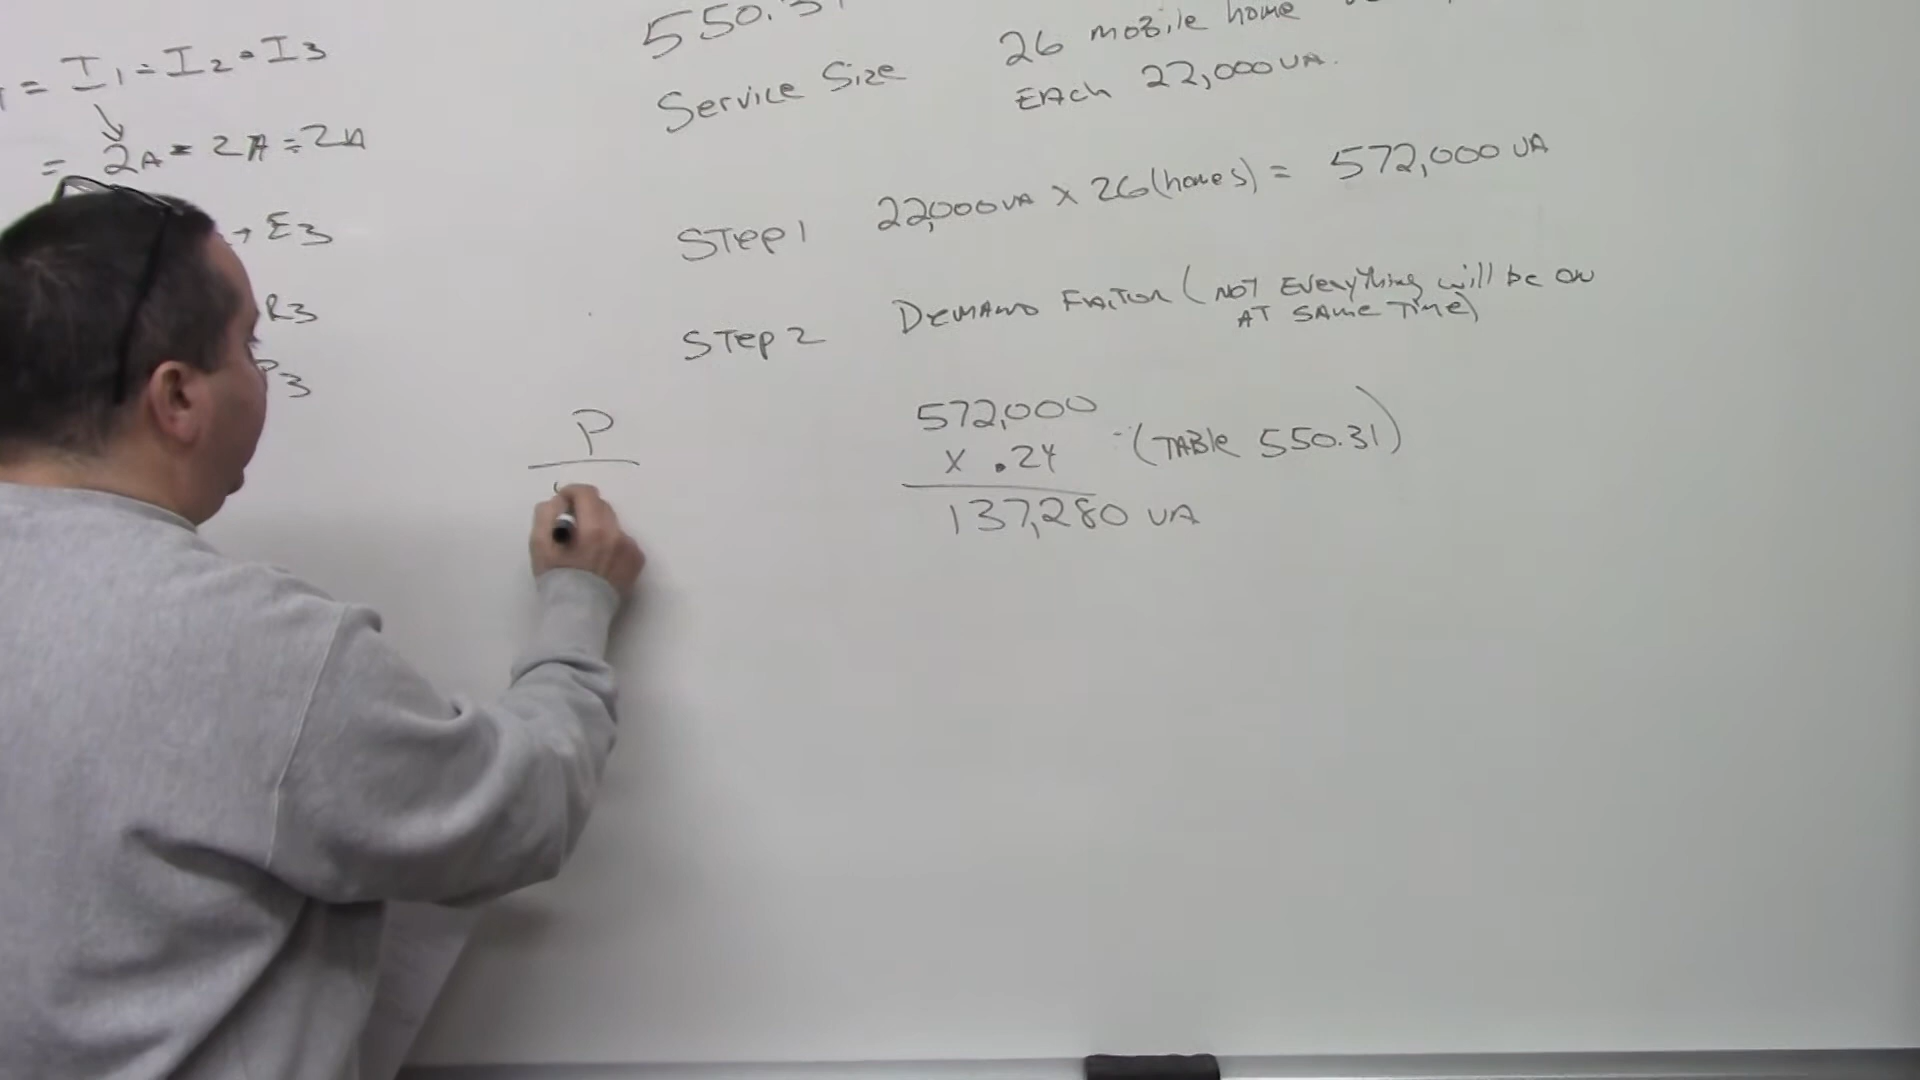 = I1 = I2 = I3
= 2A = 2A = 2A
+ E3
R3
3
550.31
Service Size
26 mobile home
EACH 22,000 VA.
STEP 1 22,000 VA x 26 (homes) = 572,000 VA
STEP 2 DEMAND FACTOR (NOT EVERYTHING will be on
AT SAME TIME)
572,000
x .24 (TABLE 550.31)
137,280 VA
P